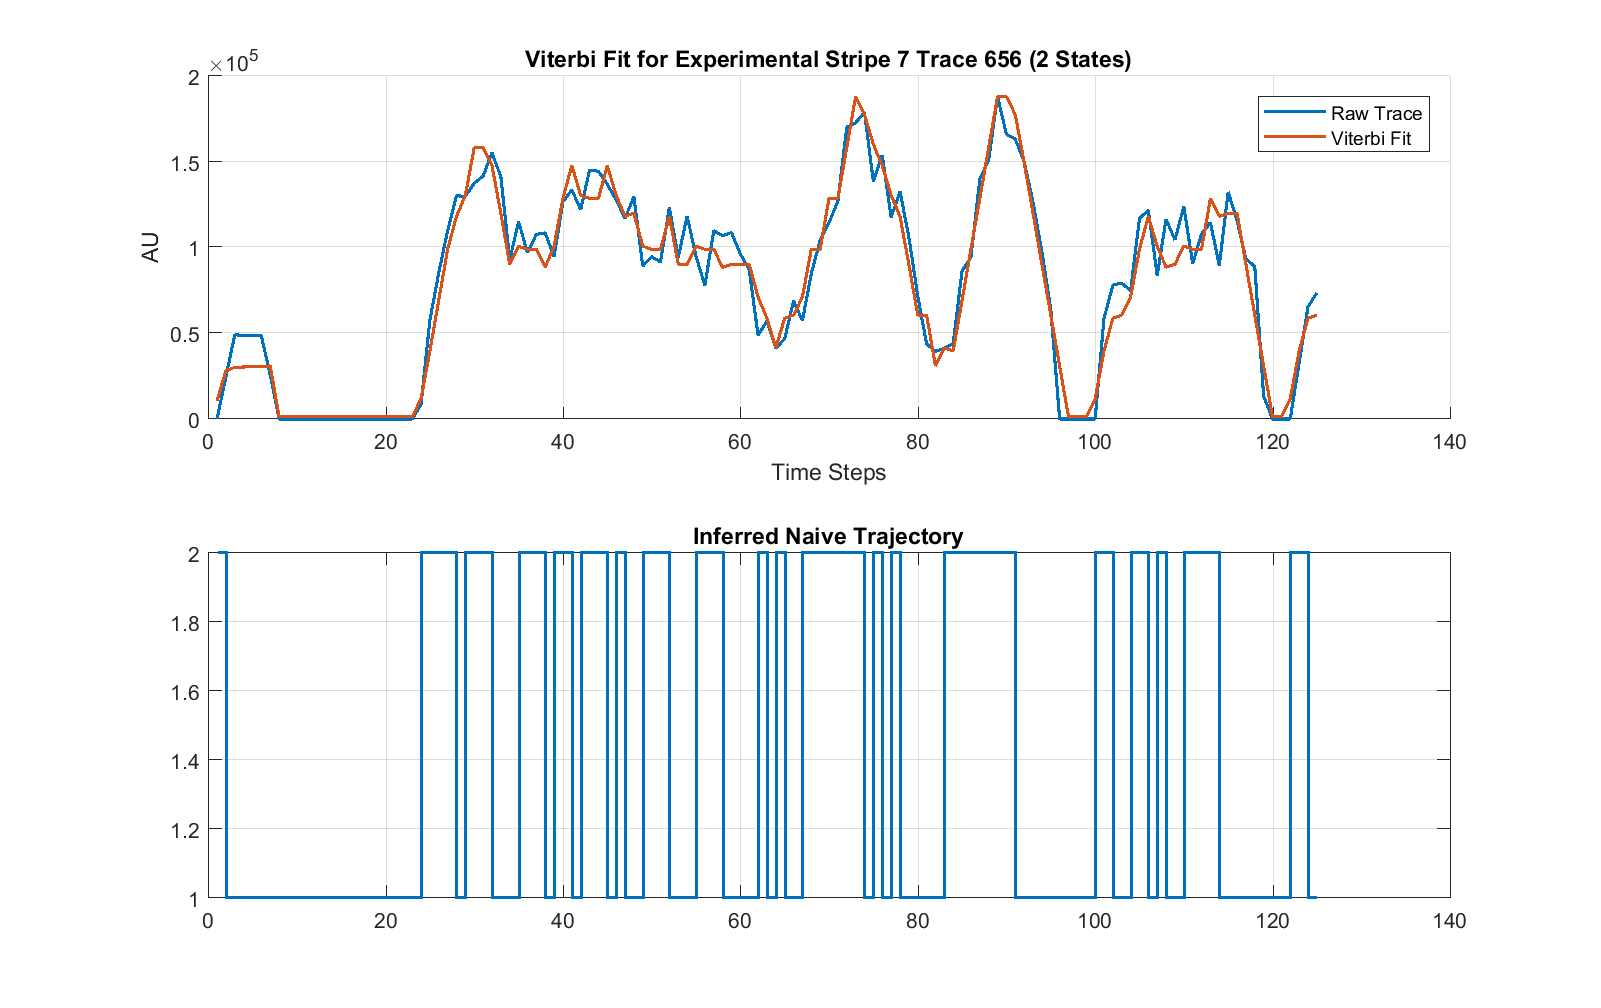 Viterbi Fit for Experimental Stripe 7 Trace 656 (2 States)
×10^5
2
1.5
1
0.5
0
AU
Raw Trace
Viterbi Fit
0 20 40 60 80 100 120 140
Time Steps
Inferred Naive Trajectory
2
1.8
1.6
1.4
1.2
1
0 20 40 60 80 100 120 140